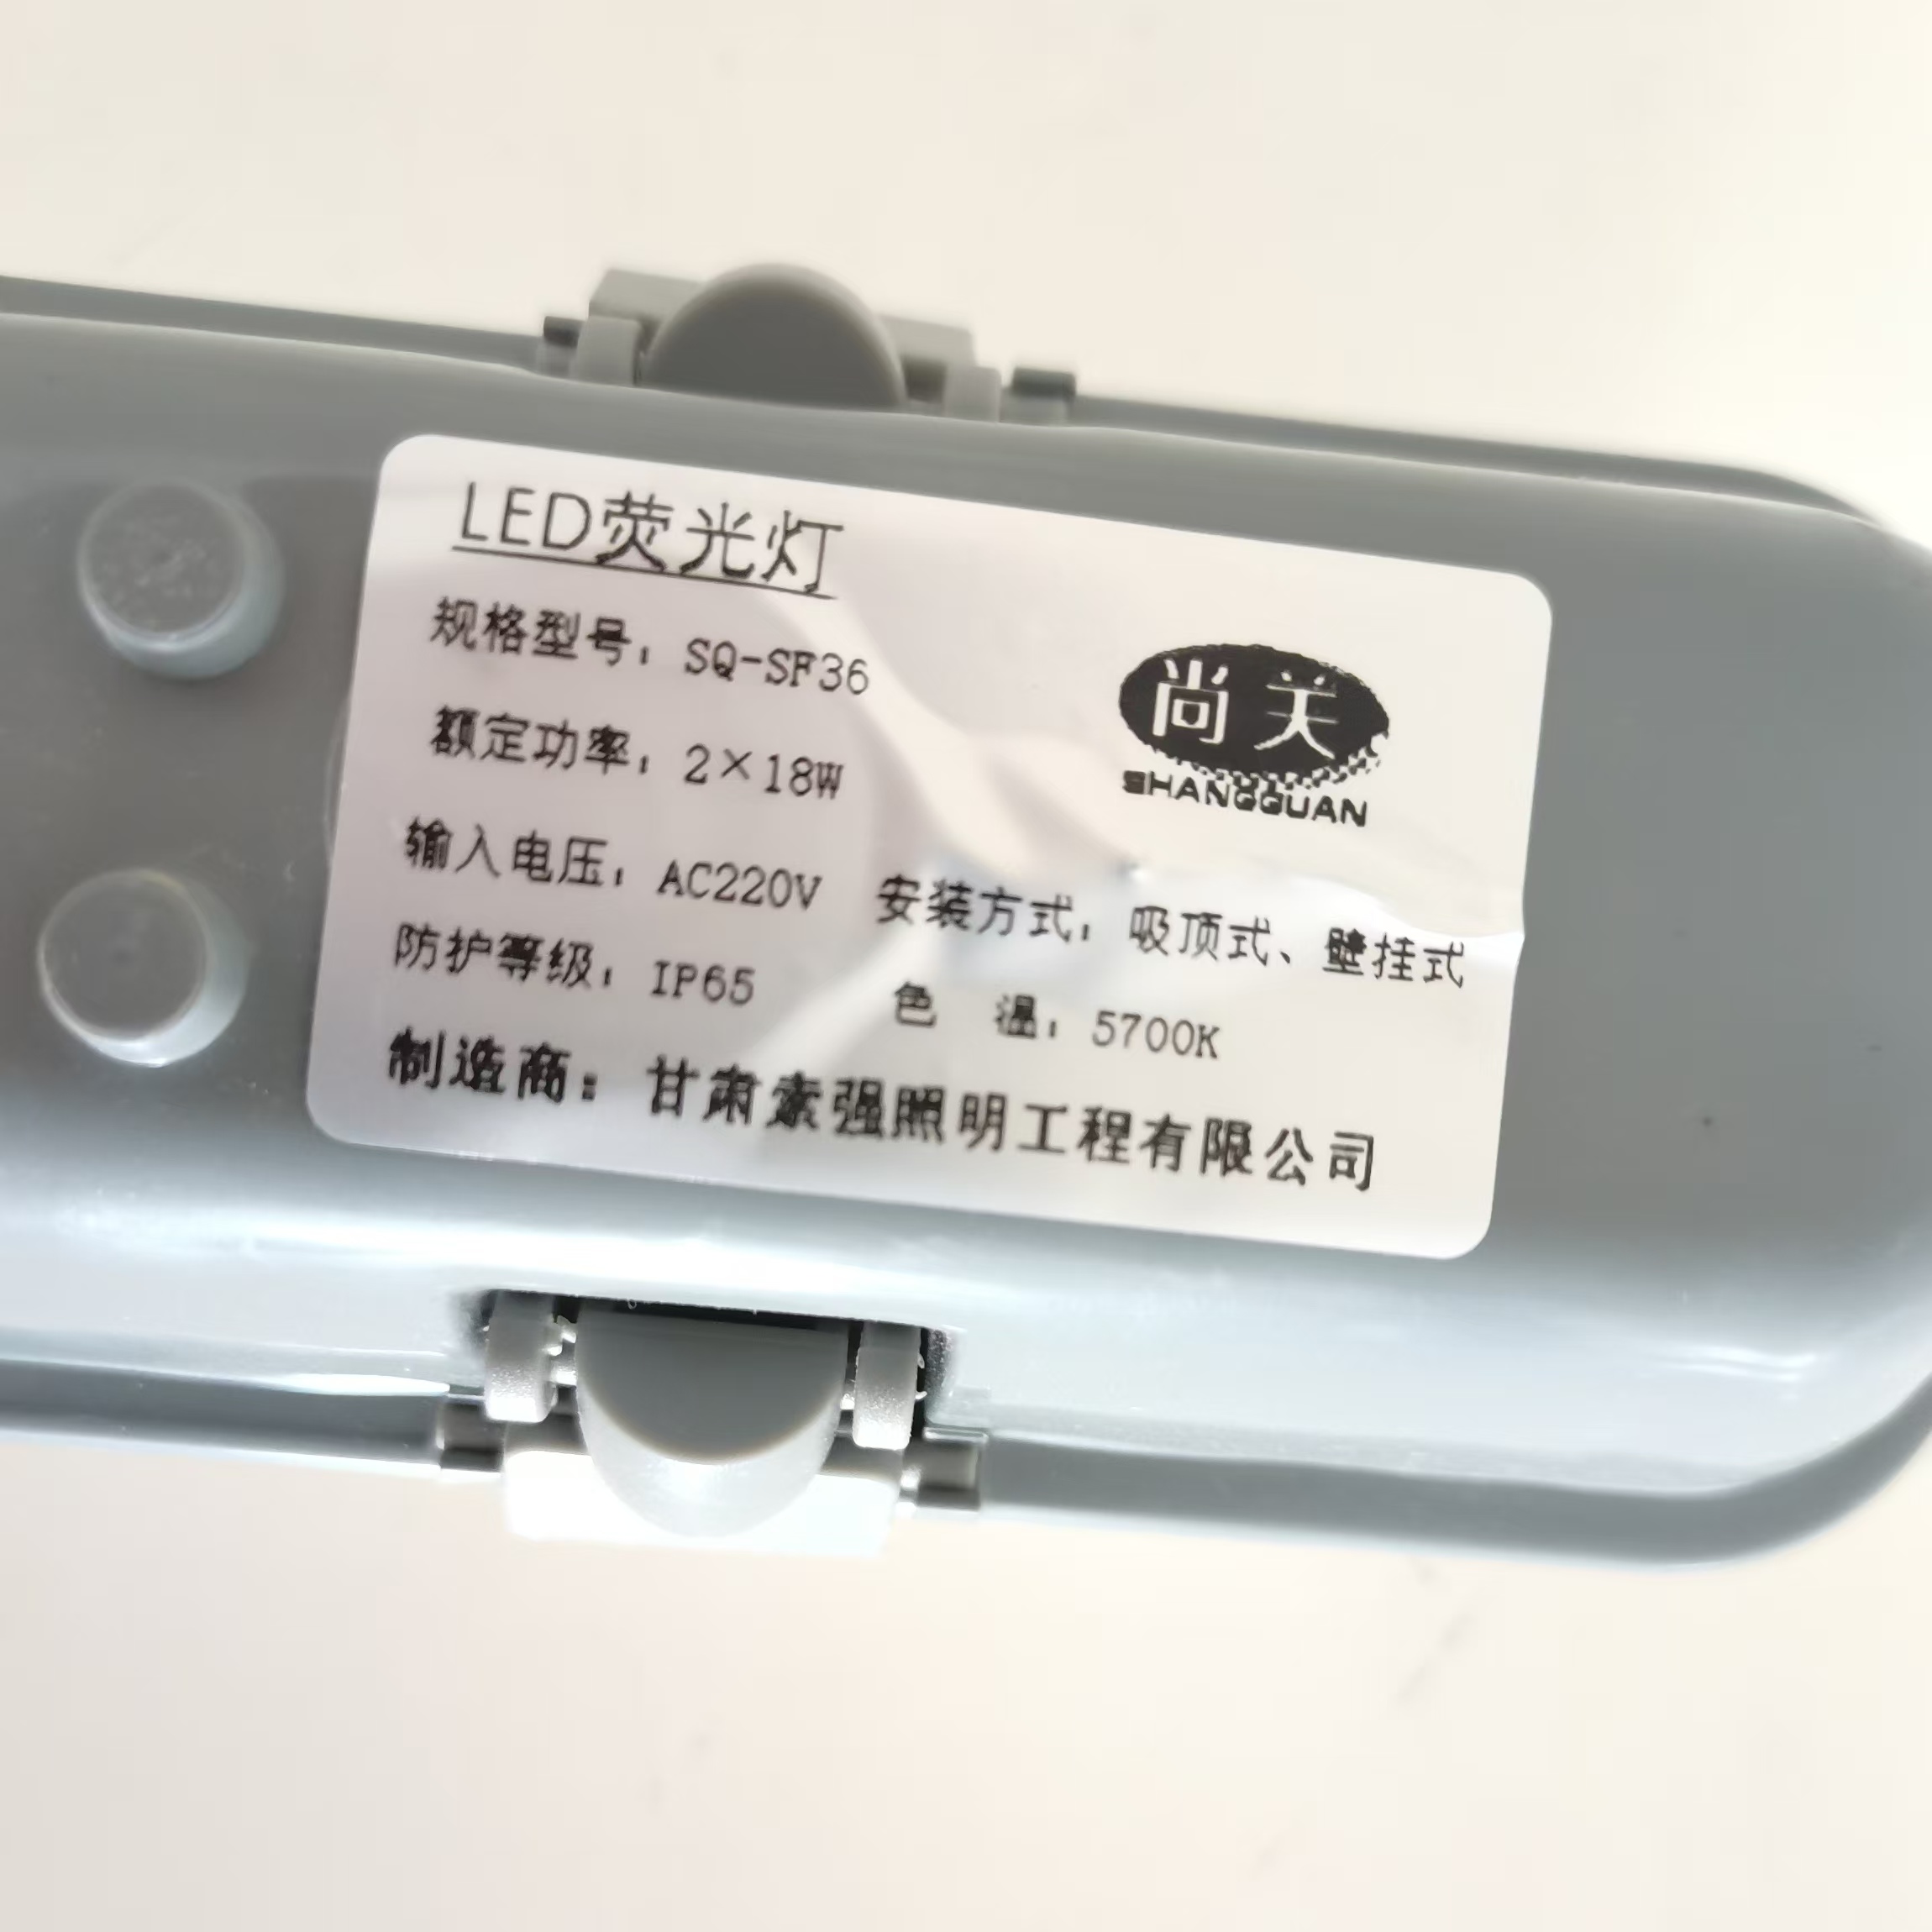 LED荧光灯
规格型号：SQ-SF36
尚关
SHANGGUAN
额定功率：2×18W
输入电压：AC220V 安装方式：吸顶式、壁挂式
防护等级：IP65 色 温：5700K
制造商：甘肃素强照明工程有限公司